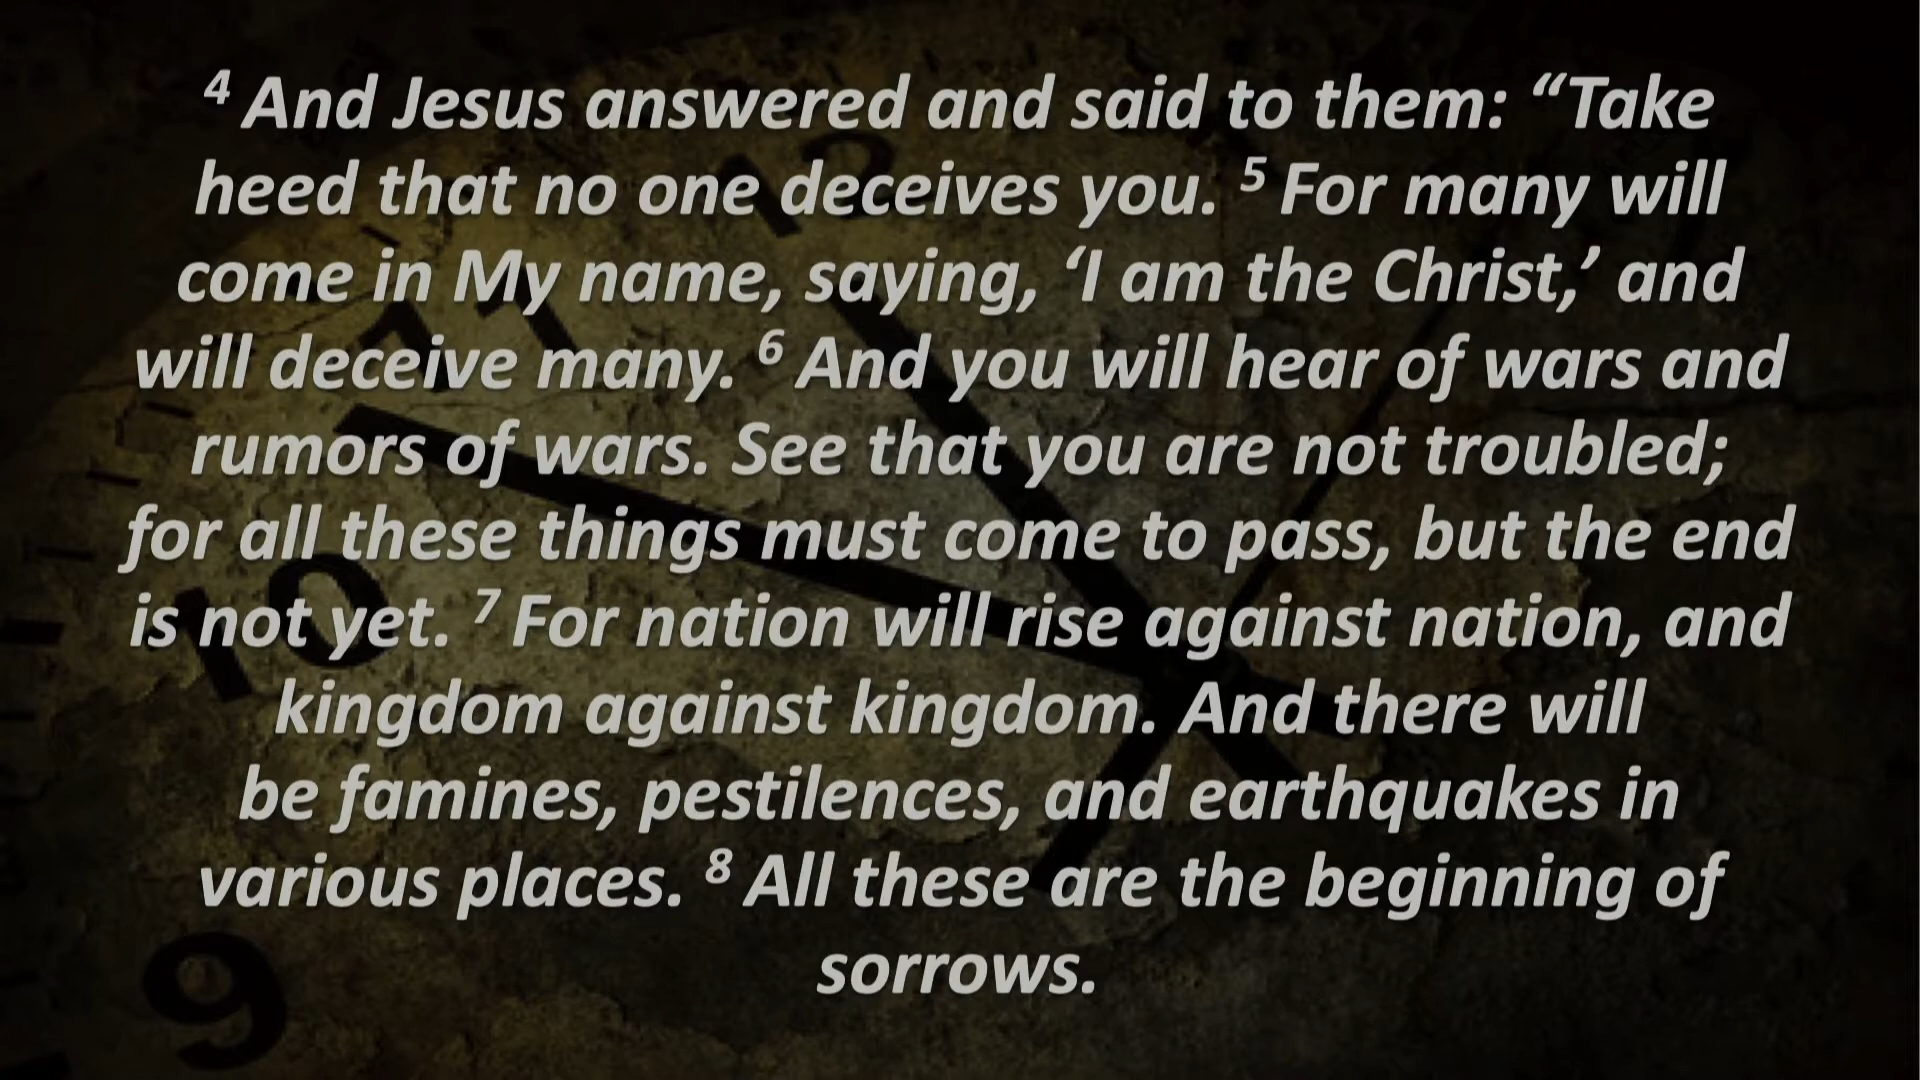 ⁴ And Jesus answered and said to them: “Take
heed that no one deceives you. ⁵ For many will
come in My name, saying, ‘I am the Christ,’ and
will deceive many. ⁶ And you will hear of wars and
rumors of wars. See that you are not troubled;
for all these things must come to pass, but the end
is not yet. ⁷ For nation will rise against nation, and
kingdom against kingdom. And there will
be famines, pestilences, and earthquakes in
various places. ⁸ All these are the beginning of
sorrows.
12
11
10
9